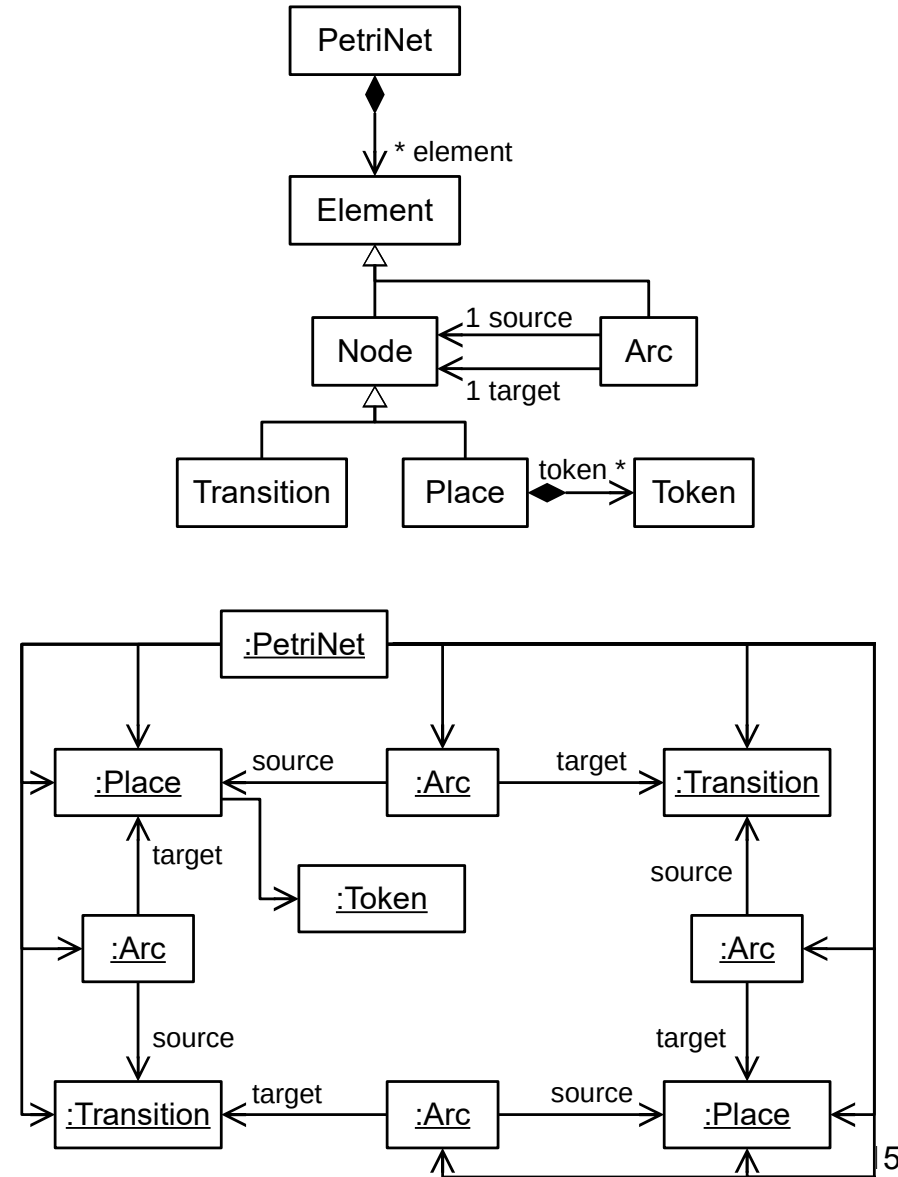 PetriNet
* element
Element
1 source
Node
Arc
1 target
token *
Transition
Place
Token
:PetriNet
source
target
:Place
:Arc
:Transition
target
source
:Token
:Arc
:Arc
source
target
target
source
:Transition
:Arc
:Place
5